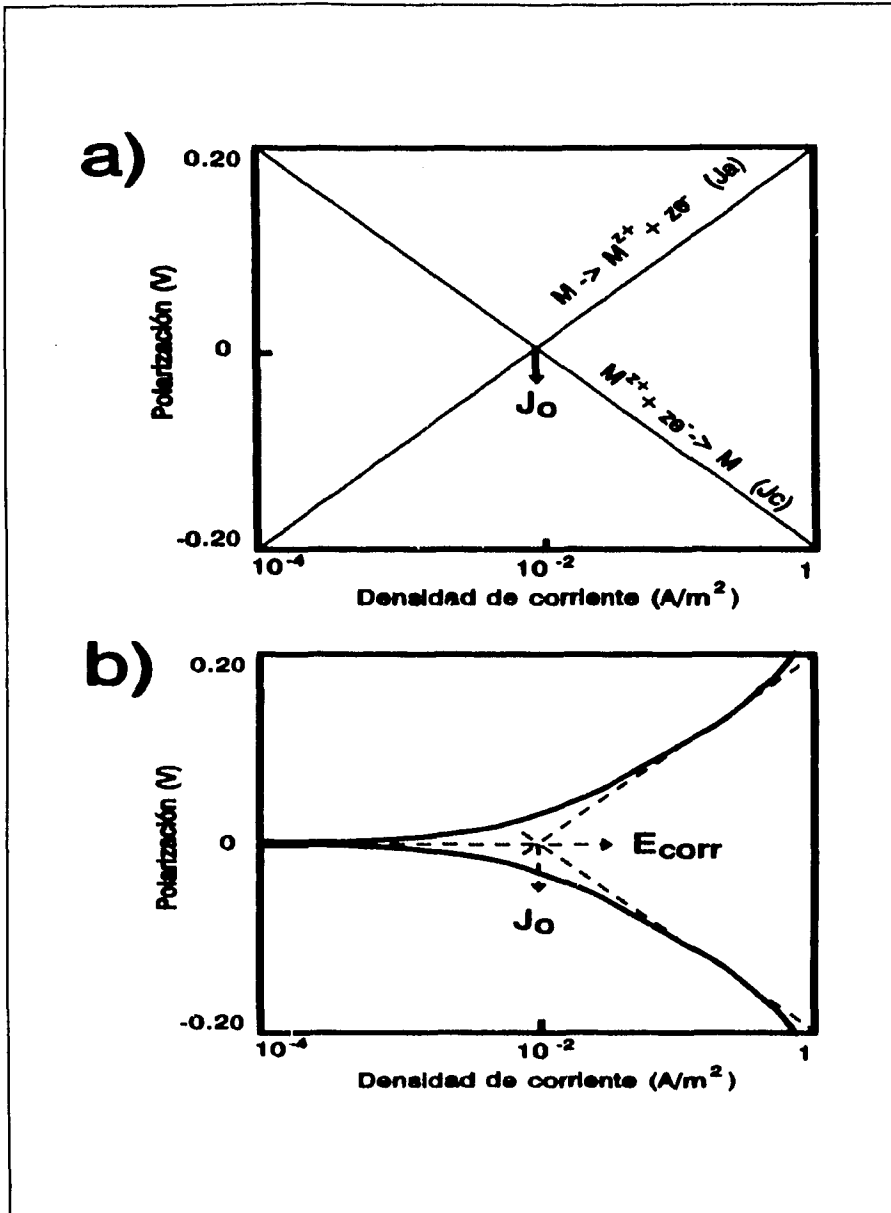 a)
0.20
0
-0.20
Polarización (V)
M -> M^z+ + ze^- (Ja)
M^z+ + ze^- -> M (Jc)
Jo
10^-4
10^-2
1
Densidad de corriente (A/m^2)
b)
0.20
0
-0.20
Polarización (V)
Ecorr
Jo
10^-4
10^-2
1
Densidad de corriente (A/m^2)